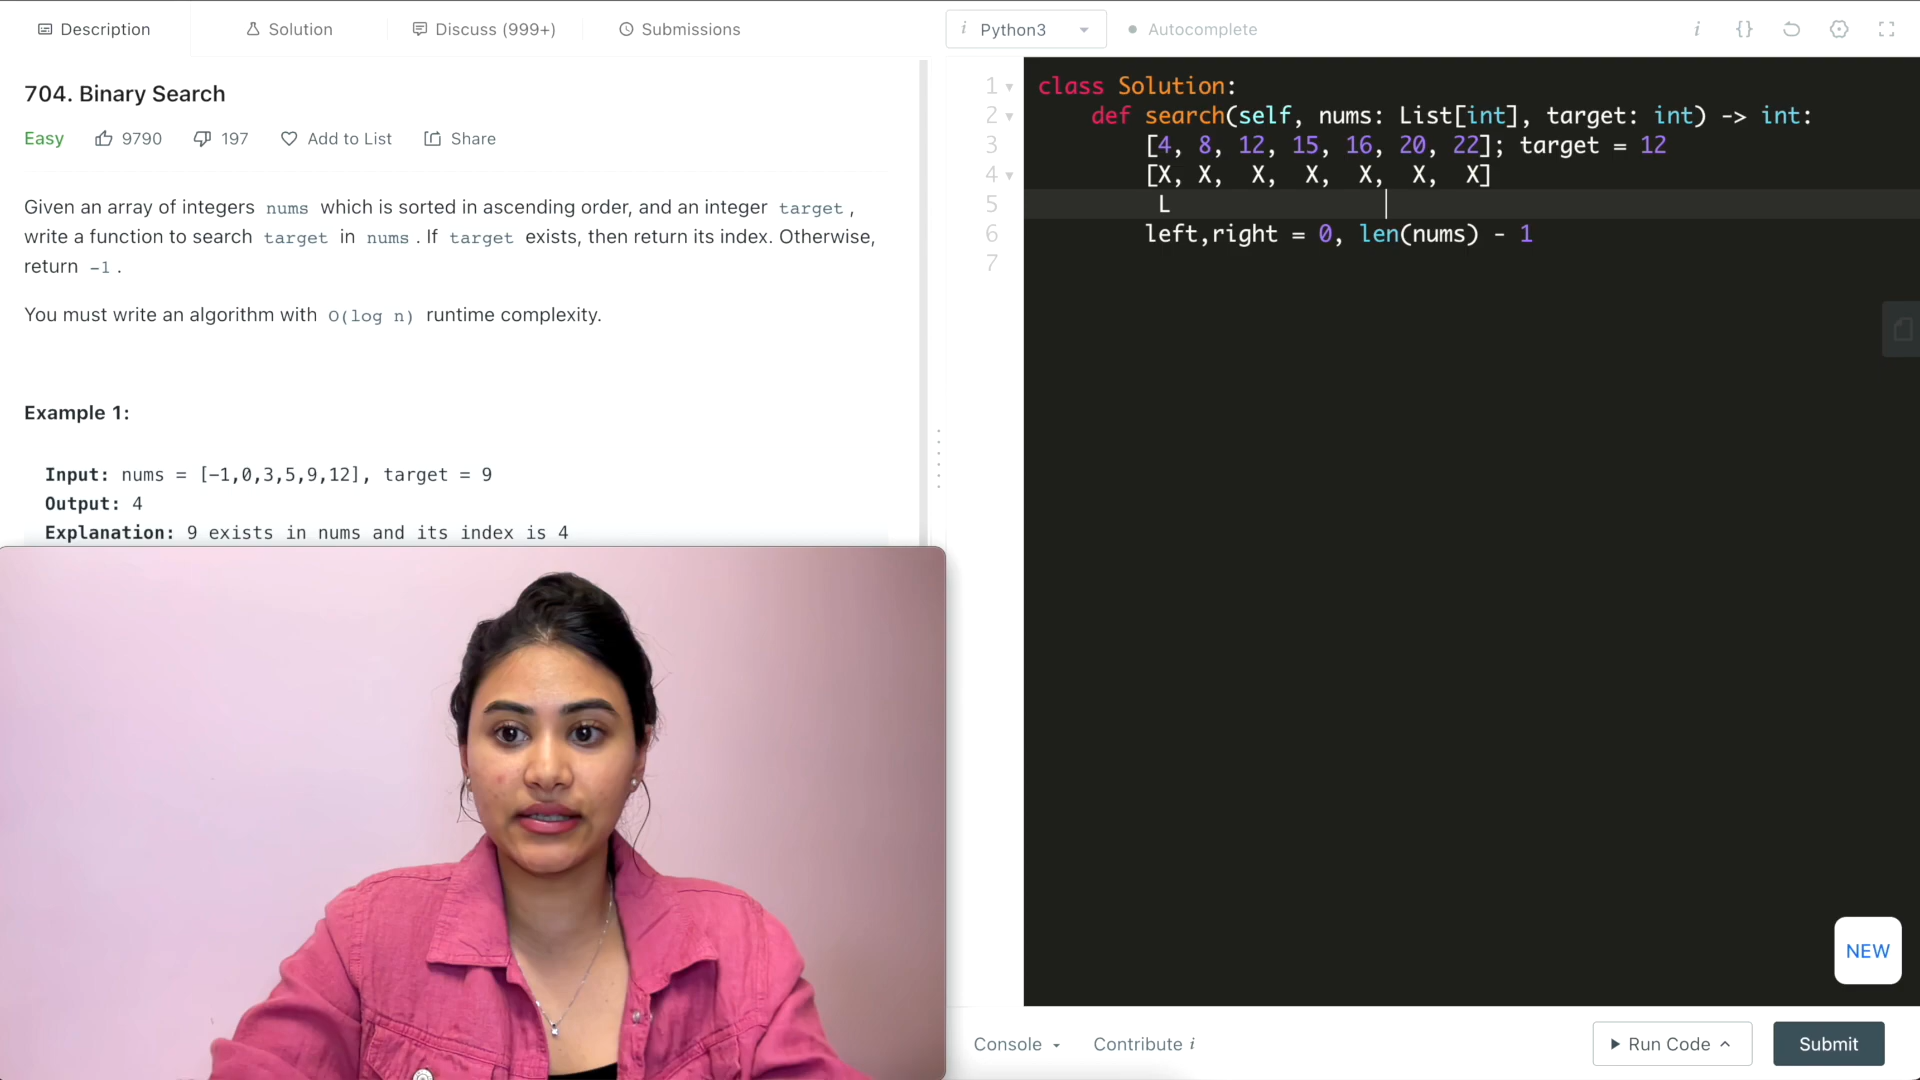 Description
Solution
Discuss (999+)
Submissions
i Python3
Autocomplete
i {}
704. Binary Search
Easy 9790 197 Add to List Share
Given an array of integers nums which is sorted in ascending order, and an integer target ,
write a function to search target in nums . If target exists, then return its index. Otherwise,
return -1 .
You must write an algorithm with O(log n) runtime complexity.
Example 1:
Input: nums = [-1,0,3,5,9,12], target = 9
Output: 4
Explanation: 9 exists in nums and its index is 4
1 class Solution:
2 def search(self, nums: List[int], target: int) -> int:
3 [4, 8, 12, 15, 16, 20, 22]; target = 12
4 [X, X, X, X, X, X, X]
5 L
6 left,right = 0, len(nums) - 1
7
NEW
Console
Contribute i
Run Code
Submit